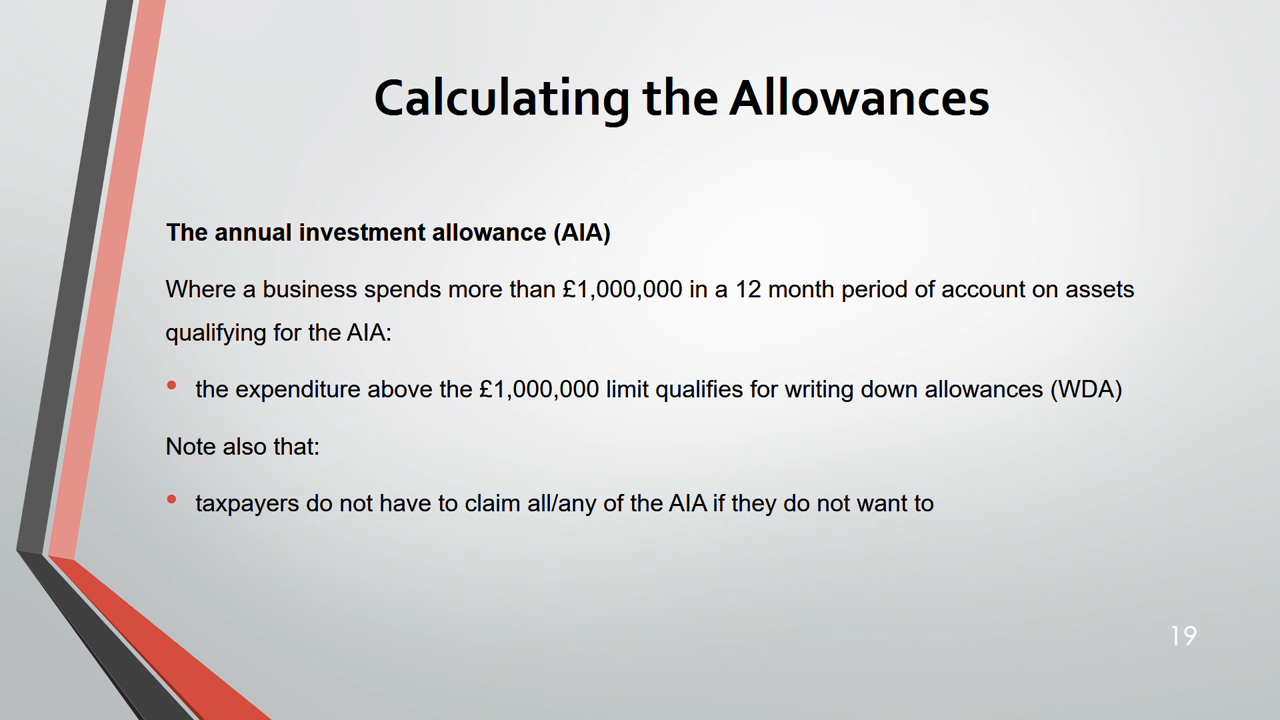 Calculating the Allowances
The annual investment allowance (AIA)
Where a business spends more than £1,000,000 in a 12 month period of account on assets
qualifying for the AIA:
• the expenditure above the £1,000,000 limit qualifies for writing down allowances (WDA)
Note also that:
• taxpayers do not have to claim all/any of the AIA if they do not want to
19